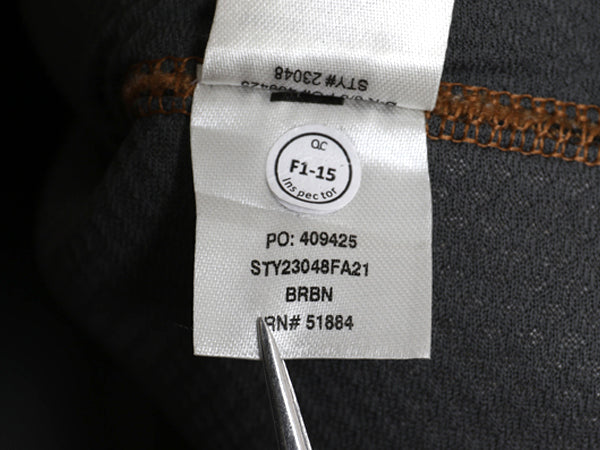 STY# 23048
QC
F1-15
Inspector
PO: 409425
STY23048FA21
BRBN
RN# 51884